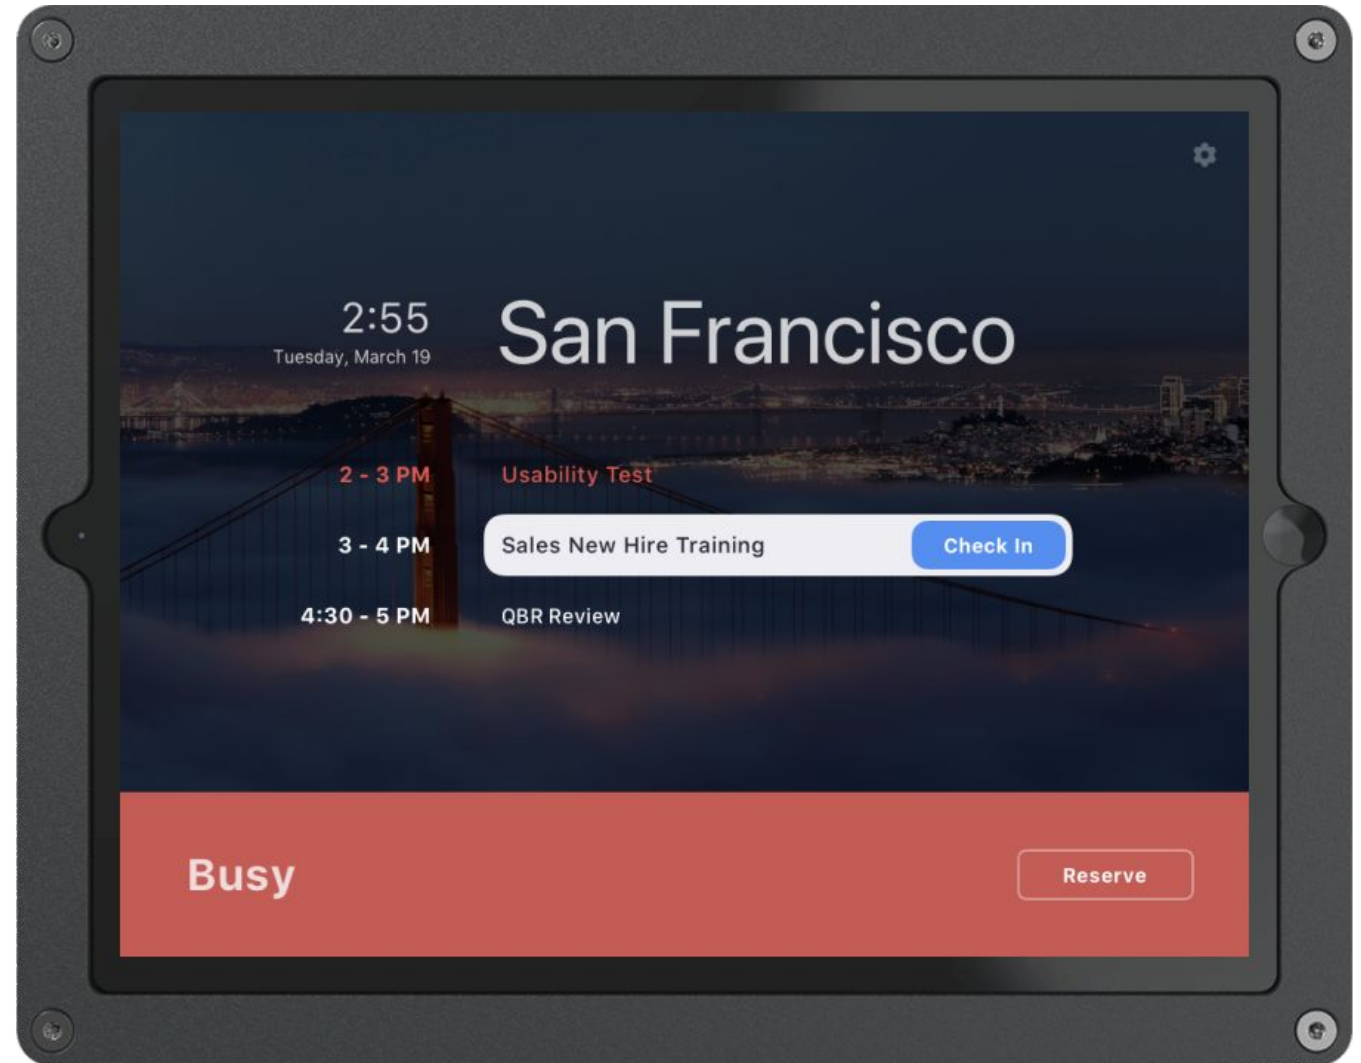 2:55
San Francisco
Tuesday, March 19
2 - 3 PM
Usability Test
3 - 4 PM
Sales New Hire Training
Check In
4:30 - 5 PM
QBR Review
Busy
Reserve